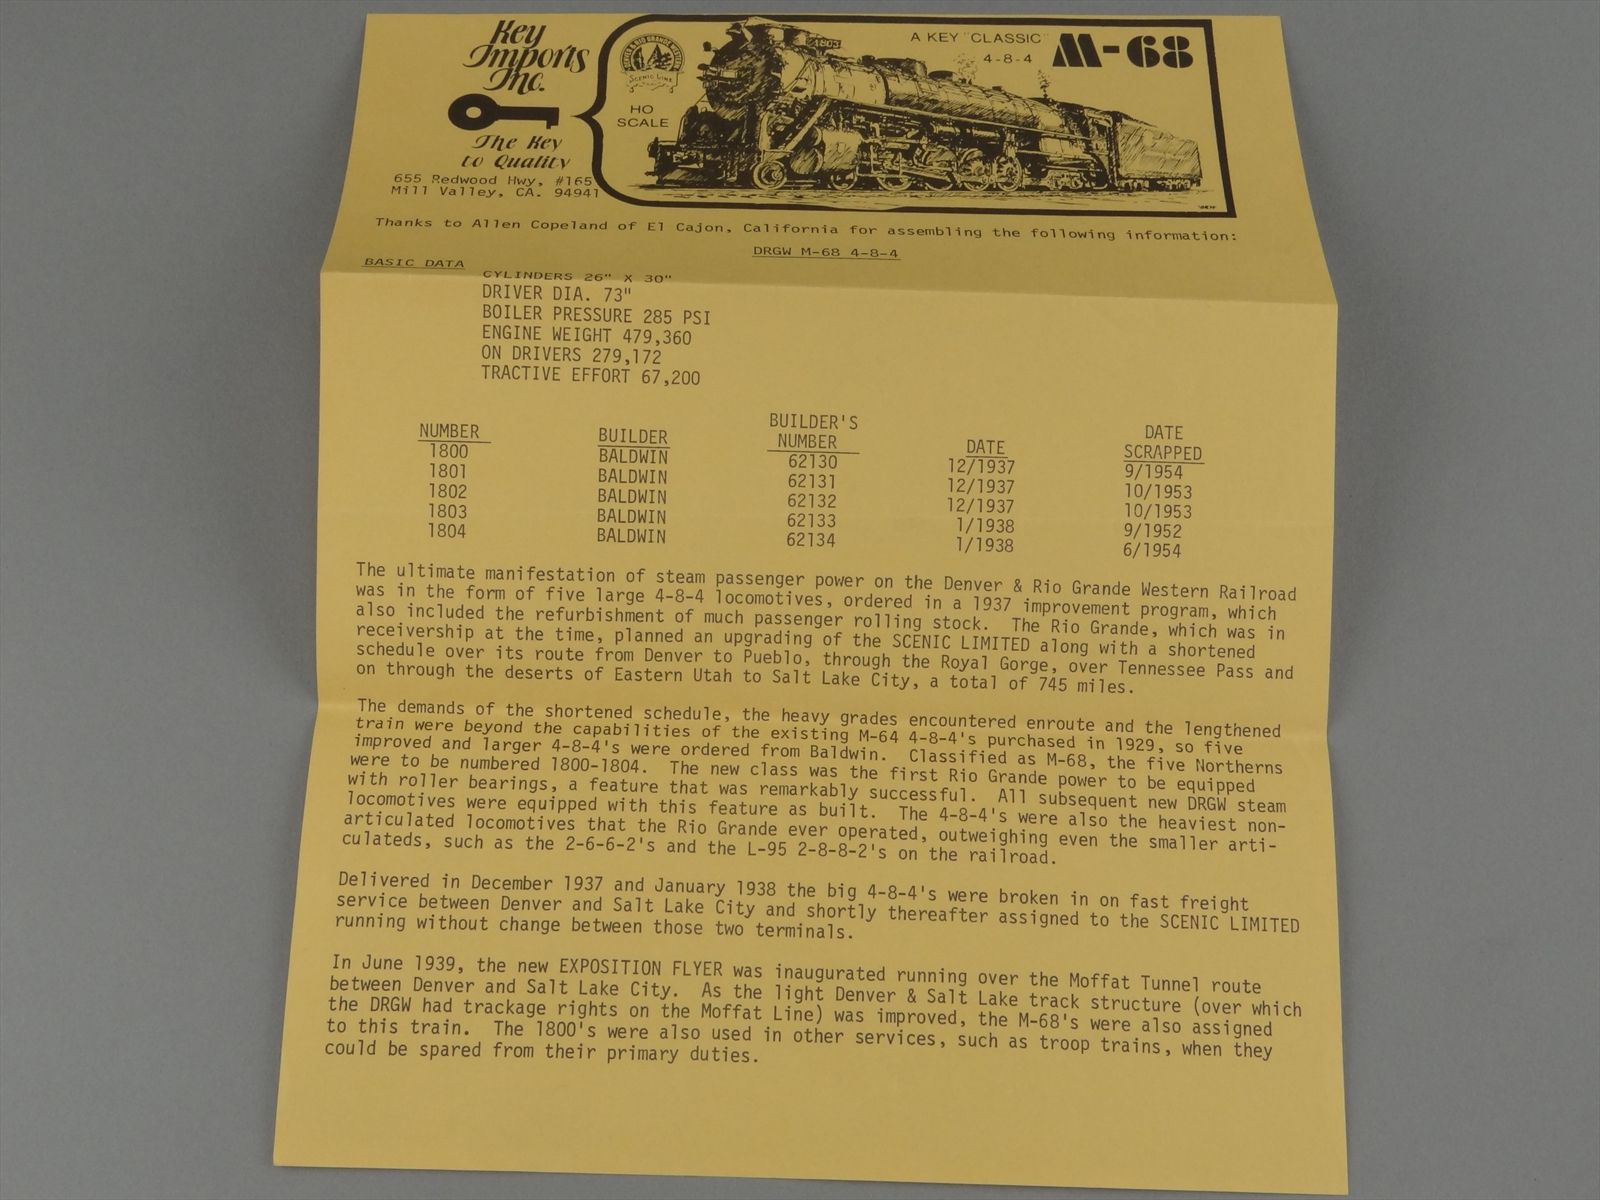 Key
Imports
Inc.
The Key
to Quality
655 Redwood Hwy, #165
Mill Valley, CA. 94941
SCENIC LINE
HO
SCALE
1803
A KEY "CLASSIC"
4-8-4
M-68
Thanks to Allen Copeland of El Cajon, California for assembling the following information:
DRGW M-68 4-8-4
BASIC DATA
CYLINDERS 26" X 30"
DRIVER DIA. 73"
BOILER PRESSURE 285 PSI
ENGINE WEIGHT 479,360
ON DRIVERS 279,172
TRACTIVE EFFORT 67,200
NUMBER BUILDER BUILDER'S NUMBER DATE DATE SCRAPPED
1800 BALDWIN 62130 12/1937 9/1954
1801 BALDWIN 62131 12/1937 10/1953
1802 BALDWIN 62132 12/1937 10/1953
1803 BALDWIN 62133 1/1938 9/1952
1804 BALDWIN 62134 1/1938 6/1954
The ultimate manifestation of steam passenger power on the Denver & Rio Grande Western Railroad
was in the form of five large 4-8-4 locomotives, ordered in a 1937 improvement program, which
also included the refurbishment of much passenger rolling stock. The Rio Grande, which was in
receivership at the time, planned an upgrading of the SCENIC LIMITED along with a shortened
schedule over its route from Denver to Pueblo, through the Royal Gorge, over Tennessee Pass and
on through the deserts of Eastern Utah to Salt Lake City, a total of 745 miles.
The demands of the shortened schedule, the heavy grades encountered enroute and the lengthened
train were beyond the capabilities of the existing M-64 4-8-4's purchased in 1929, so five
improved and larger 4-8-4's were ordered from Baldwin. Classified as M-68, the five Northerns
were to be numbered 1800-1804. The new class was the first Rio Grande power to be equipped
with roller bearings, a feature that was remarkably successful. All subsequent new DRGW steam
locomotives were equipped with this feature as built. The 4-8-4's were also the heaviest non-
articulated locomotives that the Rio Grande ever operated, outweighing even the smaller arti-
culateds, such as the 2-6-6-2's and the L-95 2-8-8-2's on the railroad.
Delivered in December 1937 and January 1938 the big 4-8-4's were broken in on fast freight
service between Denver and Salt Lake City and shortly thereafter assigned to the SCENIC LIMITED
running without change between those two terminals.
In June 1939, the new EXPOSITION FLYER was inaugurated running over the Moffat Tunnel route
between Denver and Salt Lake City. As the light Denver & Salt Lake track structure (over which
the DRGW had trackage rights on the Moffat Line) was improved, the M-68's were also assigned
to this train. The 1800's were also used in other services, such as troop trains, when they
could be spared from their primary duties.